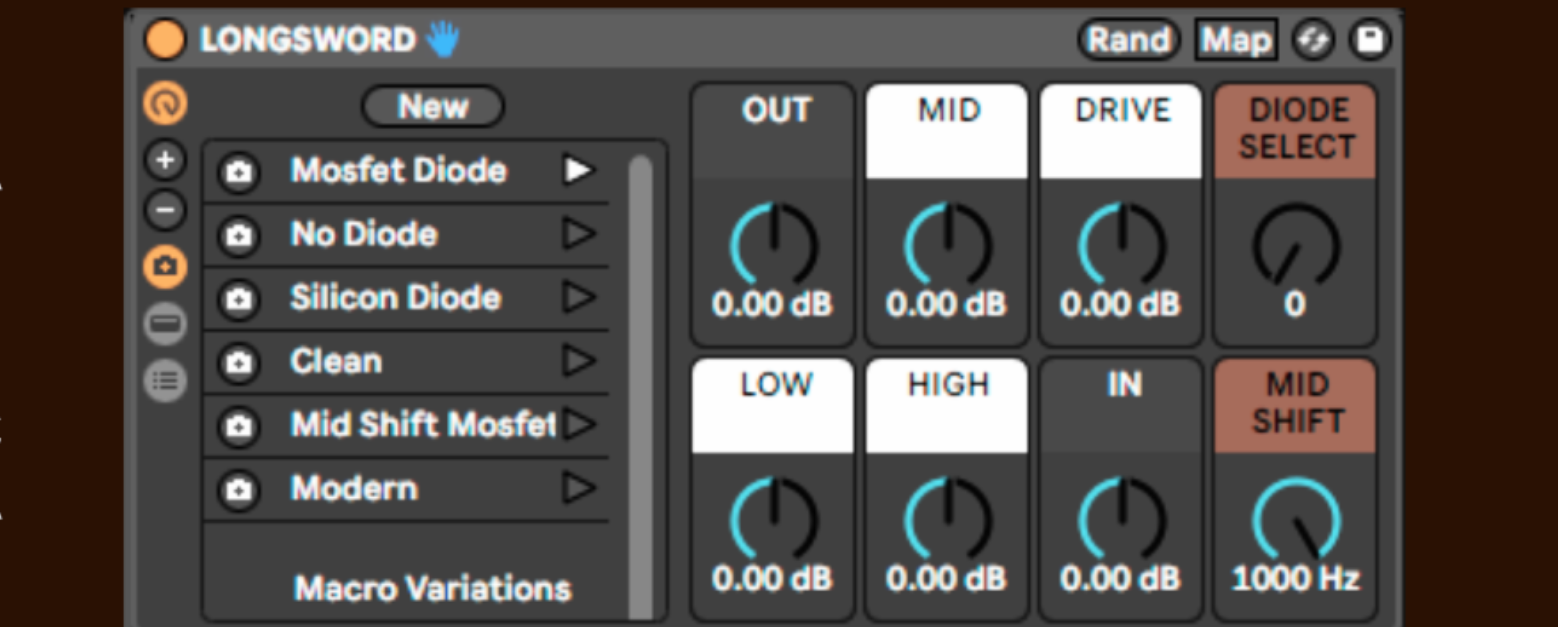 LONGSWORD
Rand
Map
New
Mosfet Diode
No Diode
Silicon Diode
Clean
Mid Shift Mosfet
Modern
Macro Variations
OUT
MID
DRIVE
DIODE
SELECT
0.00 dB
0.00 dB
0.00 dB
0
LOW
HIGH
IN
MID
SHIFT
0.00 dB
0.00 dB
0.00 dB
1000 Hz